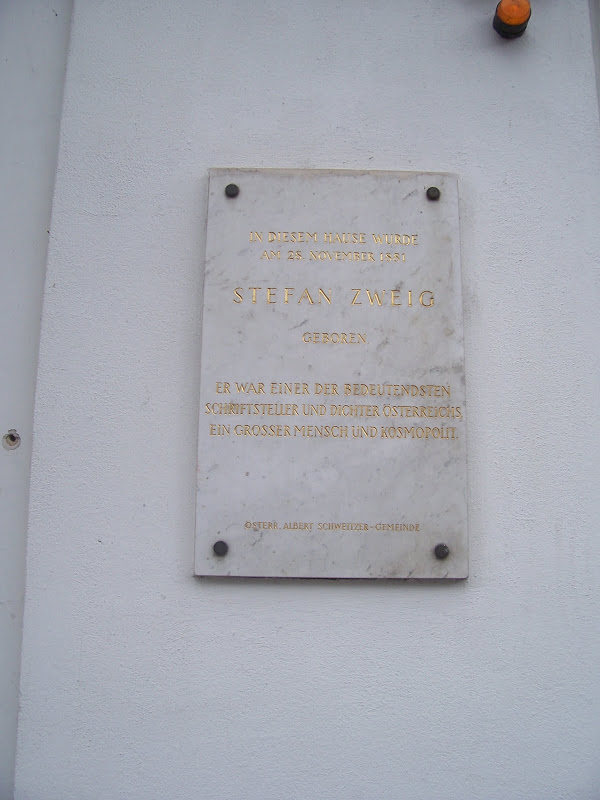 IN DIESEM HAUSE WURDE
AM 28. NOVEMBER 1881
STEFAN ZWEIG
GEBOREN.
ER WAR EINER DER BEDEUTENDSTEN
SCHRIFTSTELLER UND DICHTER ÖSTERREICHS,
EIN GROSSER MENSCH UND KOSMOPOLIT.
ÖSTERR. ALBERT SCHWEITZER-GEMEINDE